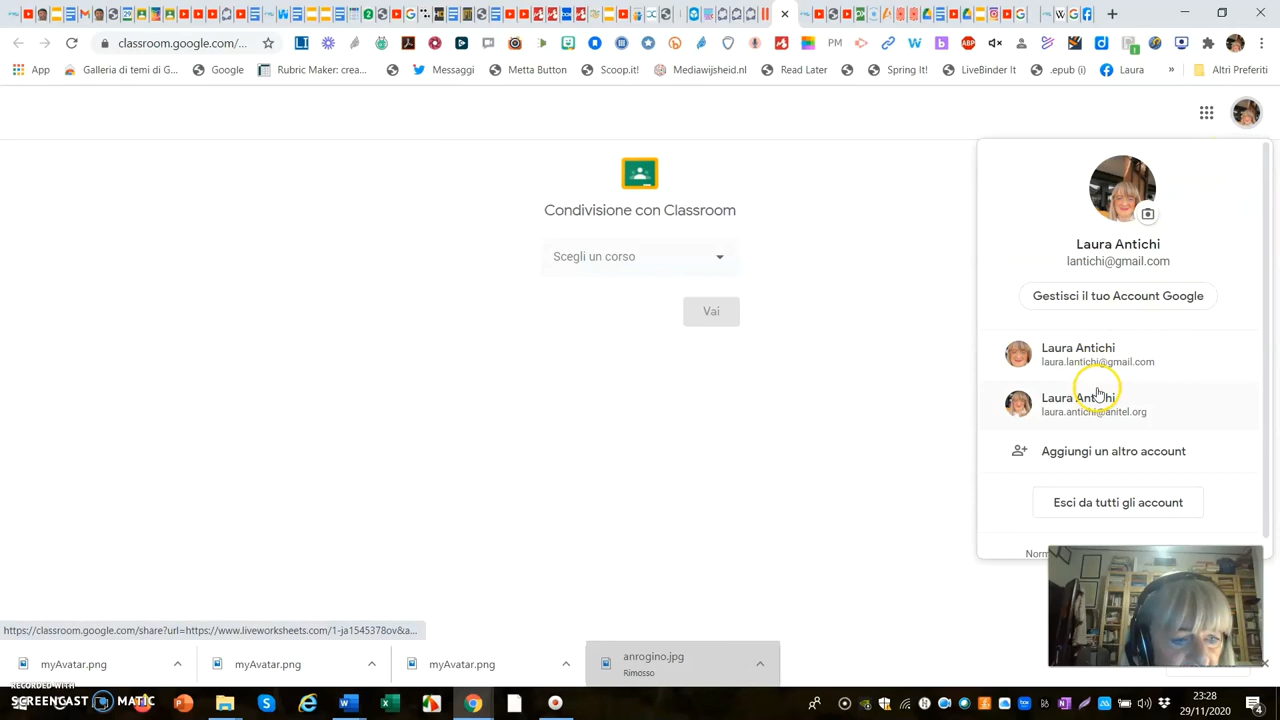 classroom.google.com/...
PM
ABP
App
Galleria di temi di G...
Google
Rubric Maker: crea...
Messaggi
Metta Button
Scoop.it!
Mediawijsheid.nl
Read Later
Spring It!
LiveBinder It
.epub (i)
Laura
»
Altri Preferiti
Condivisione con Classroom
Scegli un corso
Vai
Laura Antichi
lantichi@gmail.com
Gestisci il tuo Account Google
Laura Antichi
laura.lantichi@gmail.com
Laura Antichi
laura.antichi@anitel.org
Aggiungi un altro account
Esci da tutti gli account
https://classroom.google.com/share?url=https://www.liveworksheets.com/1-ja1545378ov&a...
myAvatar.png
myAvatar.png
myAvatar.png
anrogino.jpg
Rimosso
RECORDED WITH
SCREENCAST MATIC
23:28
29/11/2020
4